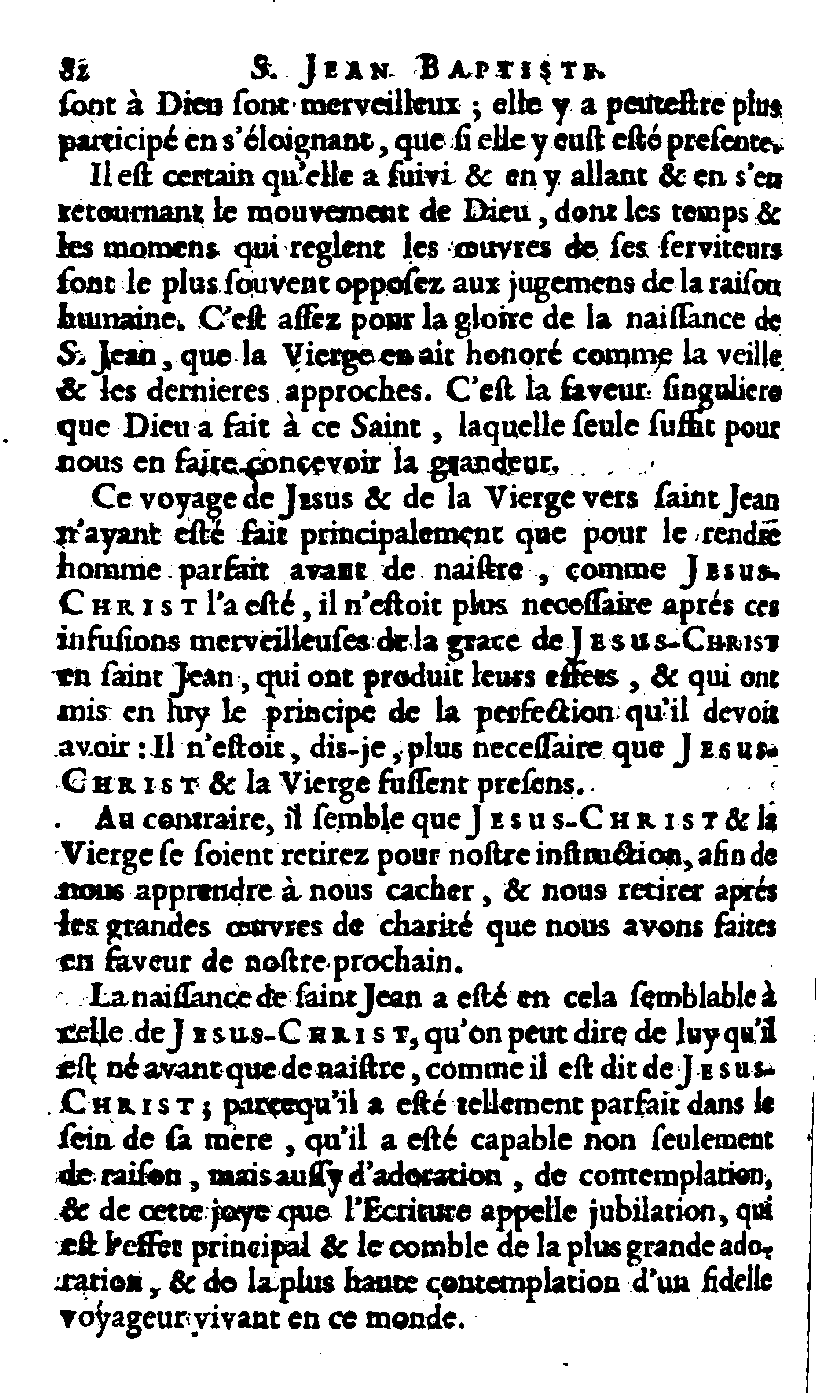 82 S. JEAN BAPTISTE.
ſont à Dieu ſont merveilleux ; elle y a peuteſtre plus
participé en s'éloignant, que ſi elle y euſt eſté preſente.
Il eſt certain qu'elle a ſuivi & en y allant & en s'en
retournant le mouvement de Dieu, dont les temps &
les momens qui reglent les œuvres de ſes ſerviteurs
ſont le plus ſouvent oppoſez aux jugemens de la raiſon
humaine. C'eſt aſſez pour la gloire de la naiſſance de
S. Jean, que la Vierge en ait honoré comme la veille
& les dernieres approches. C'eſt la faveur ſinguliere
que Dieu a fait à ce Saint, laquelle ſeule ſuffit pour
nous en faire conçevoir la grandeur.
Ce voyage de JESUS & de la Vierge vers ſaint Jean
n'ayant eſté fait principalement que pour le rendre
homme parfait avant de naiſtre, comme JESUS-
CHRIST l'a eſté, il n'eſtoit plus neceſſaire aprés ces
infuſions merveilleuſes de la grace de JESUS-CHRIST
en ſaint Jean, qui ont produit leurs effets, & qui ont
mis en luy le principe de la perfection qu'il devoit
avoir : Il n'eſtoit, dis-je, plus neceſſaire que JESUS-
CHRIST & la Vierge fuſſent preſens.
Au contraire, il ſemble que JESUS-CHRIST & la
Vierge ſe ſoient retirez pour noſtre inſtruction, afin de
nous apprendre à nous cacher, & nous retirer aprés
les grandes œuvres de charité que nous avons faites
en faveur de noſtre prochain.
La naiſſance de ſaint Jean a eſté en cela ſemblable à
celle de JESUS-CHRIST, qu'on peut dire de luy qu'il
eſt né avant que de naiſtre, comme il eſt dit de JESUS-
CHRIST ; parcequ'il a eſté tellement parfait dans le
ſein de ſa mere, qu'il a eſté capable non ſeulement
de raiſon, mais auſſy d'adoration, de contemplation,
& de cette joye que l'Ecriture appelle jubilation, qui
eſt l'effet principal & le comble de la plus grande ado-
ration, & de la plus haute contemplation d'un fidelle
voyageur vivant en ce monde.